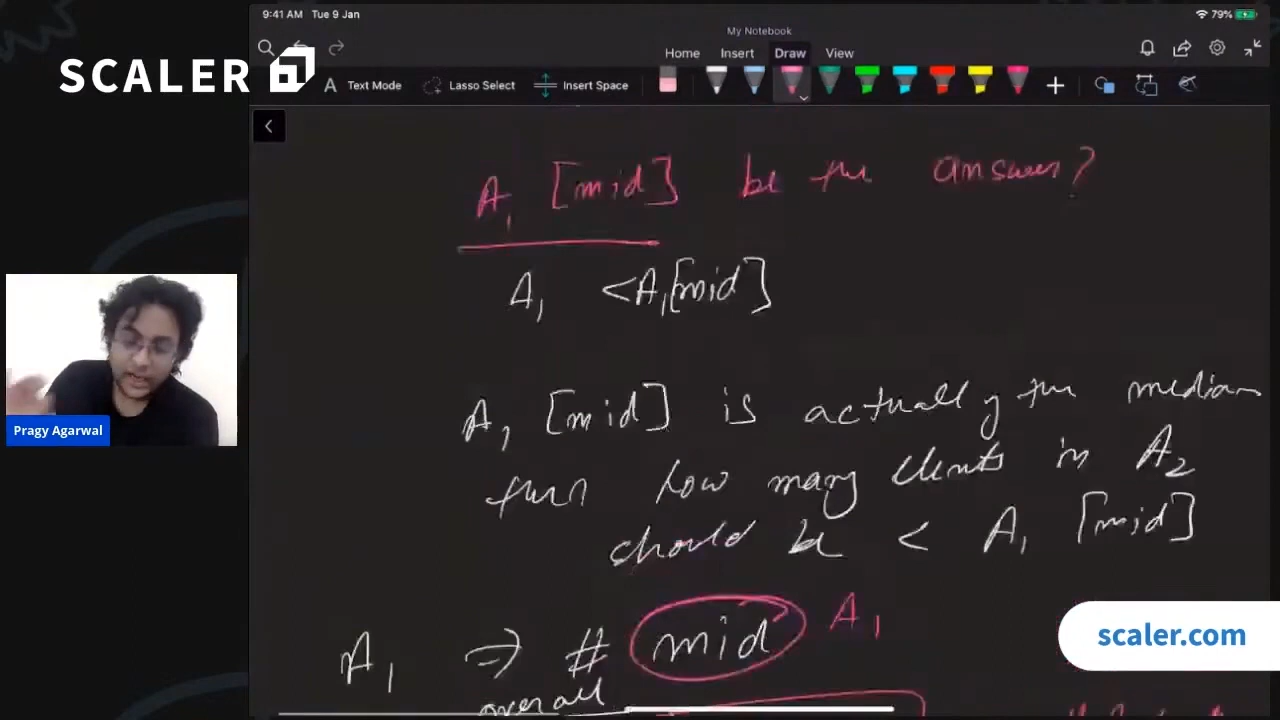 9:41 AM Tue 9 Jan
79%
My Notebook
SCALER
Home Insert Draw View
Text Mode Lasso Select Insert Space
A1 [mid] be the answer?
A1 < A1[mid]
A1 [mid] is actually the median
then how many elements in A2
should be < A1 [mid]
Pragy Agarwal
scaler.com
A1 ⇒ # mid A1
overall